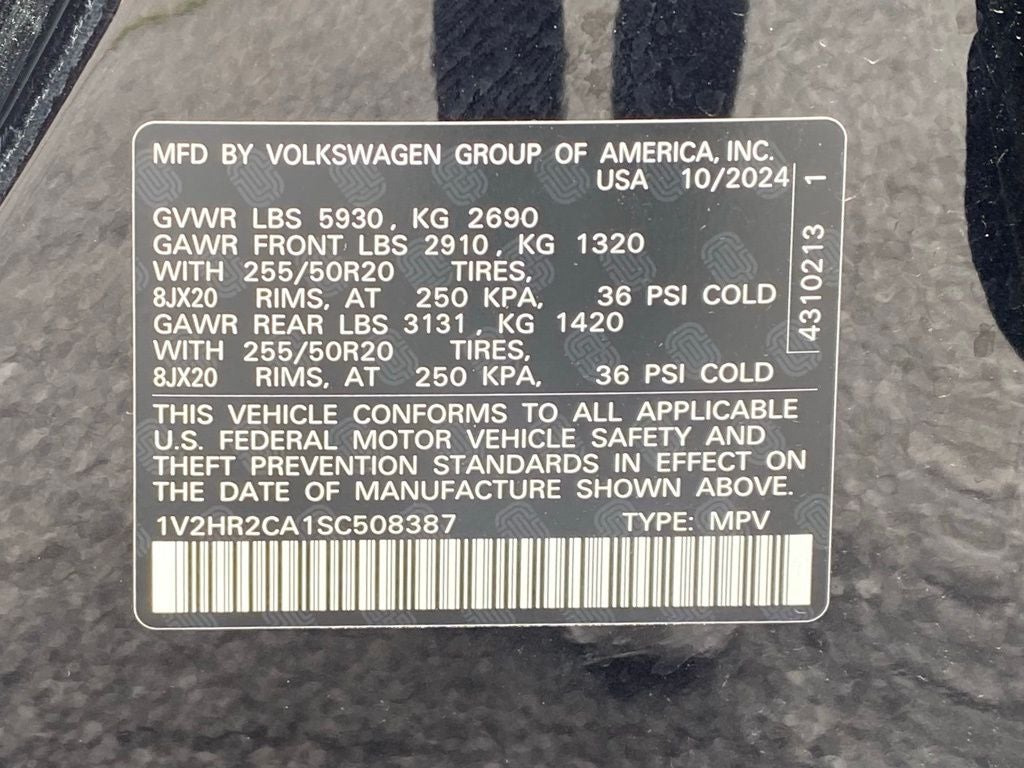 MFD BY VOLKSWAGEN GROUP OF AMERICA, INC.
USA 10/2024
GVWR LBS 5930, KG 2690
GAWR FRONT LBS 2910, KG 1320
WITH 255/50R20 TIRES,
8JX20 RIMS, AT 250 KPA, 36 PSI COLD
GAWR REAR LBS 3131, KG 1420
WITH 255/50R20 TIRES,
8JX20 RIMS, AT 250 KPA, 36 PSI COLD
4310213 1
THIS VEHICLE CONFORMS TO ALL APPLICABLE
U.S. FEDERAL MOTOR VEHICLE SAFETY AND
THEFT PREVENTION STANDARDS IN EFFECT ON
THE DATE OF MANUFACTURE SHOWN ABOVE.
1V2HR2CA1SC508387 TYPE: MPV